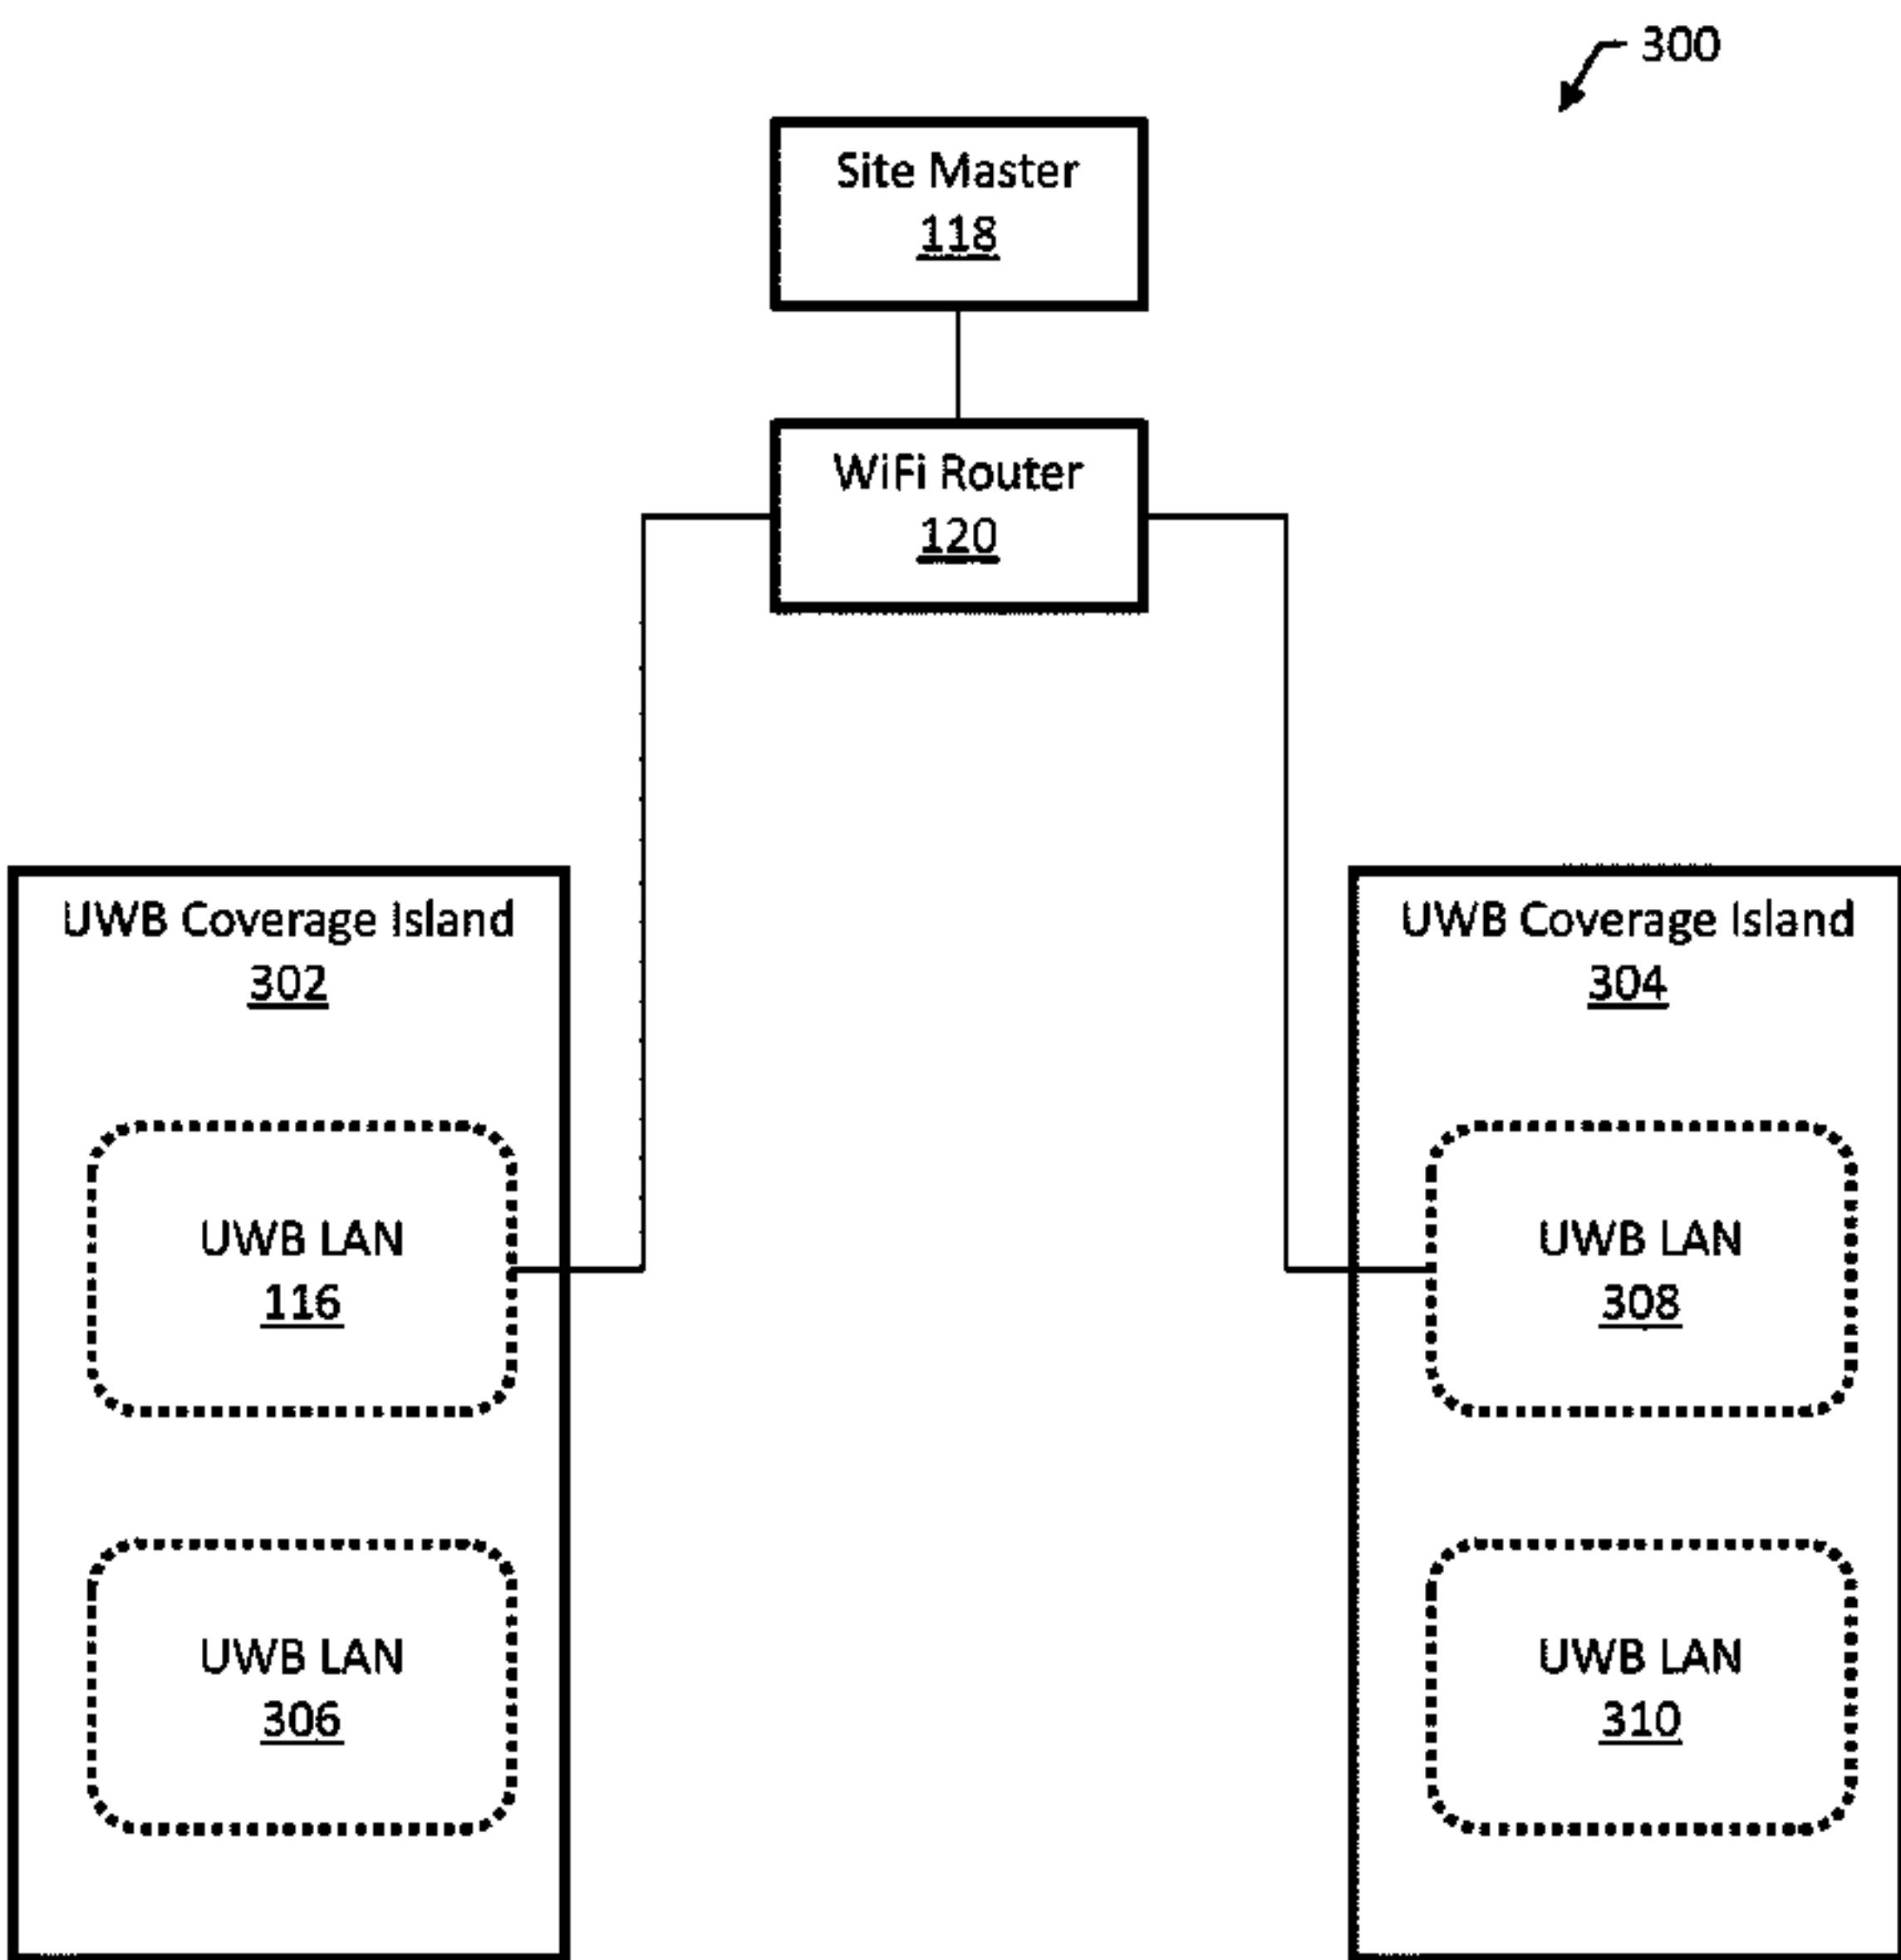 300
Site Master
118
WiFi Router
120
UWB Coverage Island
302
UWB LAN
116
UWB LAN
306
UWB Coverage Island
304
UWB LAN
308
UWB LAN
310